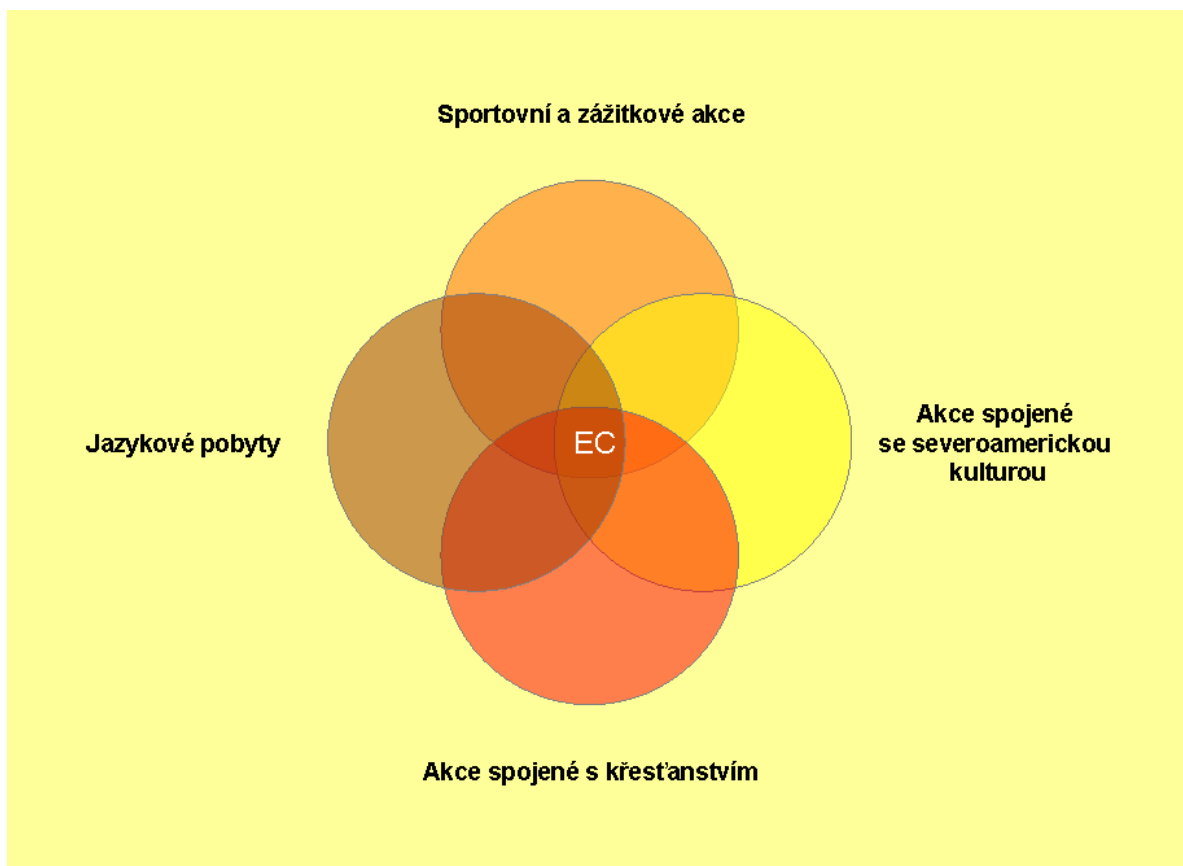 Sportovní a zážitkové akce
Jazykové pobyty
EC
Akce spojené
se severoamerickou
kulturou
Akce spojené s křesťanstvím